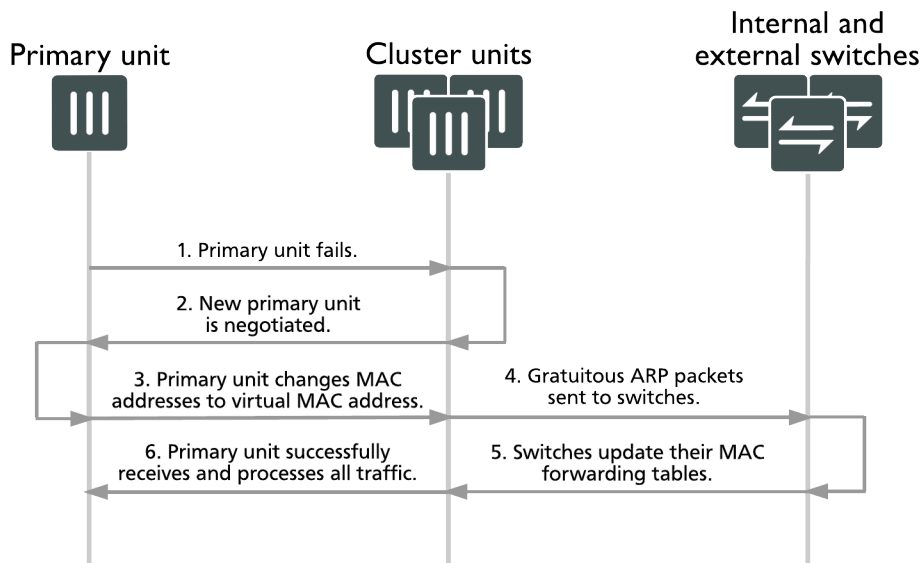 Primary unit
Cluster units
Internal and
external switches
1. Primary unit fails.
2. New primary unit
is negotiated.
3. Primary unit changes MAC
addresses to virtual MAC address.
4. Gratuitous ARP packets
sent to switches.
6. Primary unit successfully
receives and processes all traffic.
5. Switches update their MAC
forwarding tables.